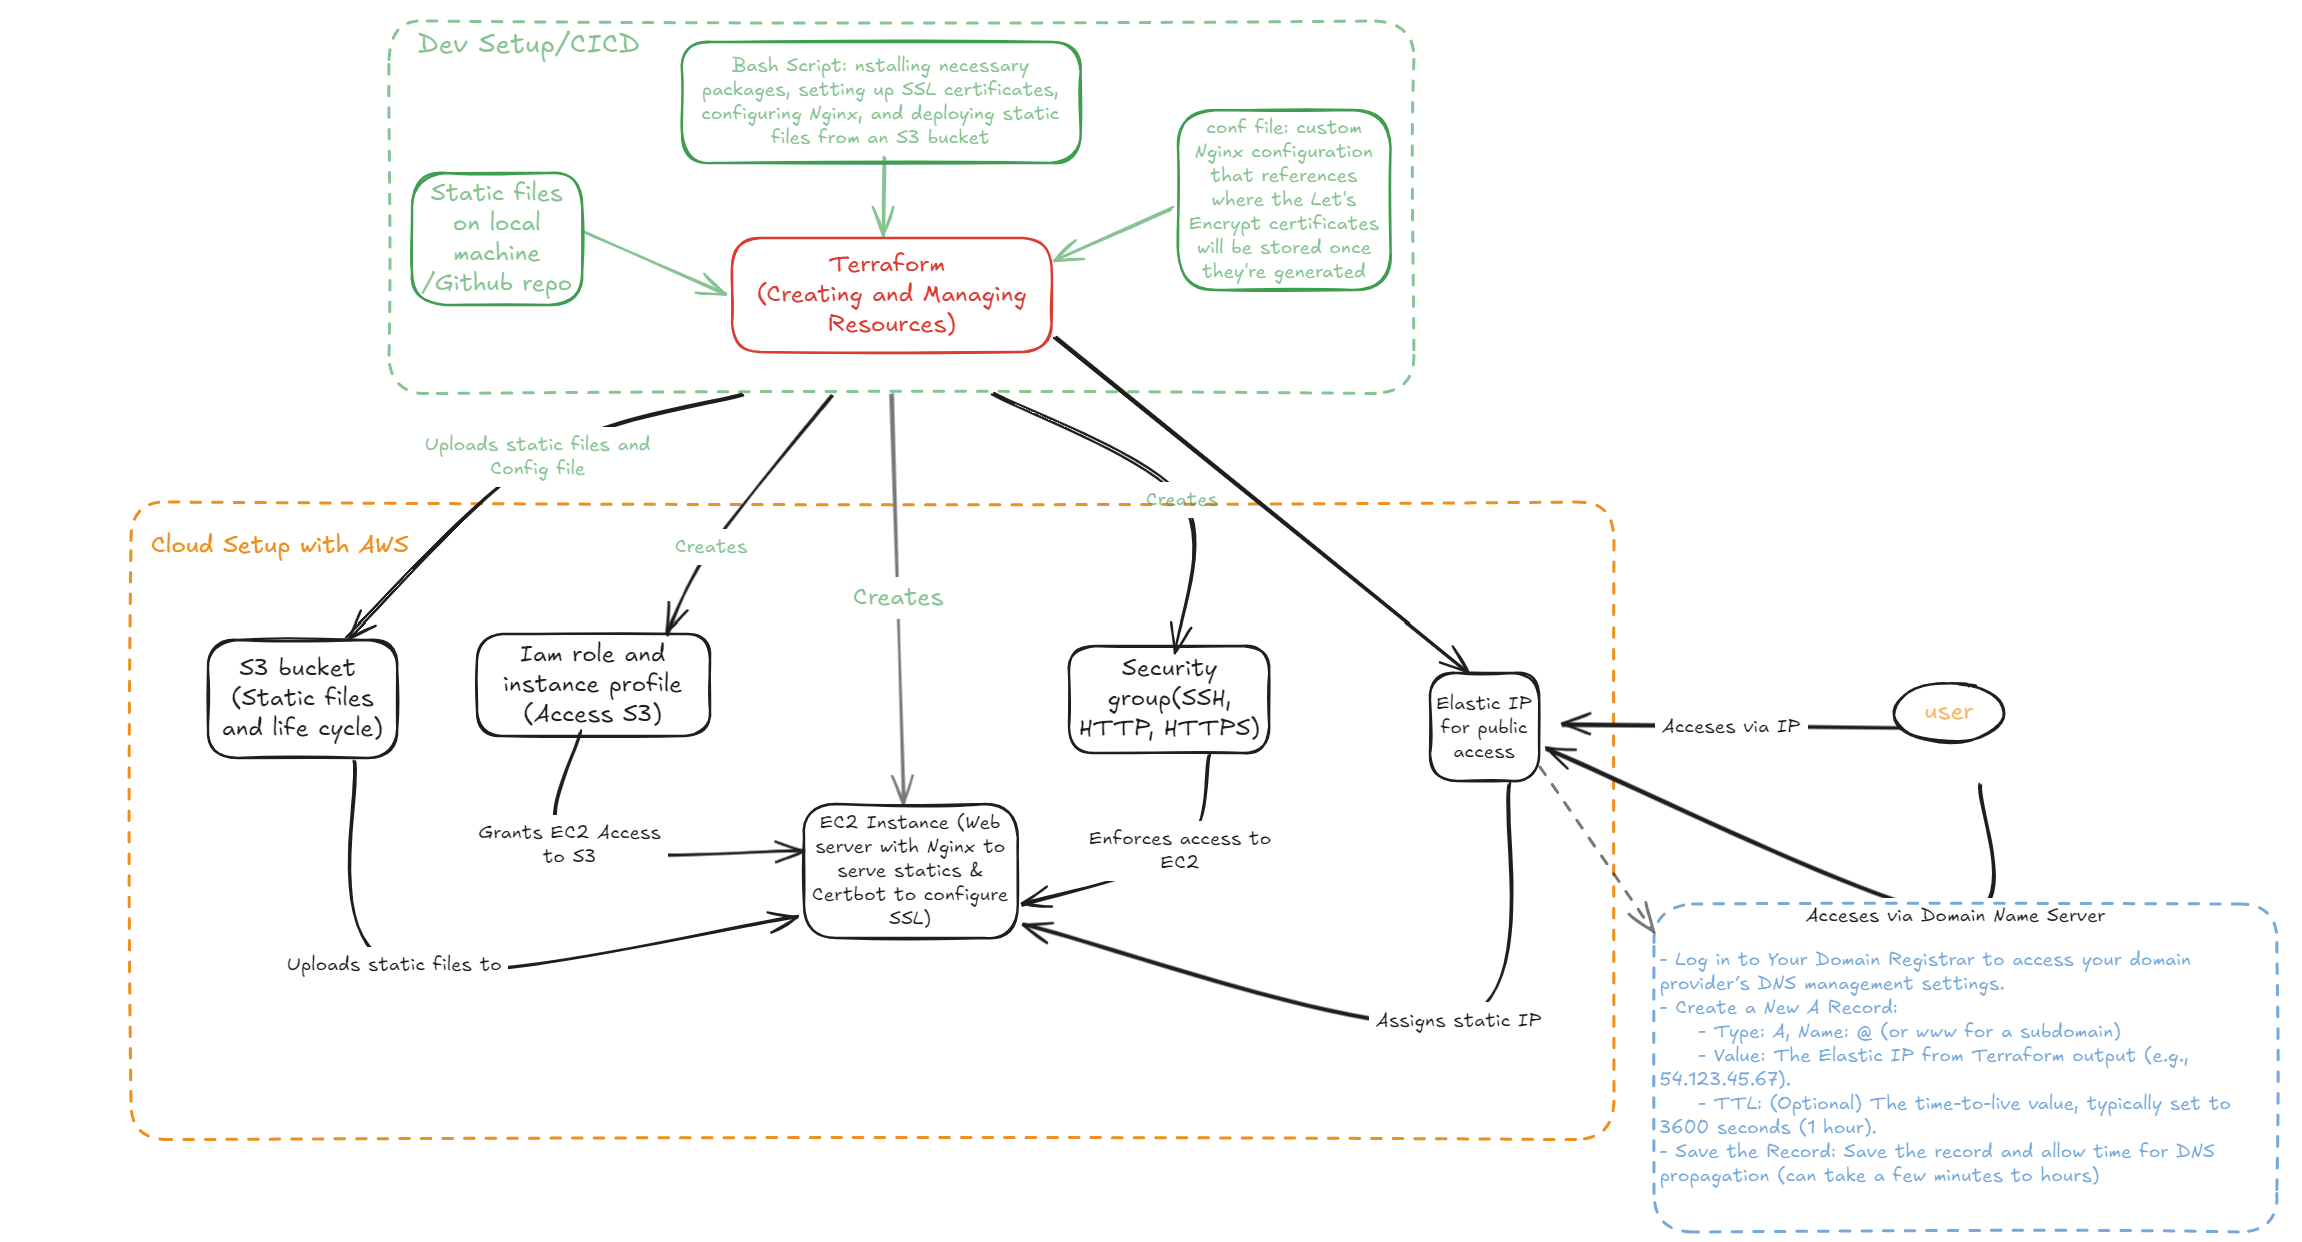 Dev Setup/CICD
Bash Script: nstalling necessary
packages, setting up SSL certificates,
configuring Nginx, and deploying static
files from an S3 bucket
conf file: custom
Nginx configuration
that references
where the Let's
Encrypt certificates
will be stored once
they're generated
Static files
on local
machine
/Github repo
Terraform
(Creating and Managing
Resources)
Uploads static files and
Config file
Creates
Creates
Creates
Cloud Setup with AWS
S3 bucket
(Static files
and life cycle)
Iam role and
instance profile
(Access S3)
Security
group(SSH,
HTTP, HTTPS)
Elastic IP
for public
access
Acceses via IP
user
Grants EC2 Access
to S3
EC2 Instance (Web
server with Nginx to
serve statics &
Certbot to configure
SSL)
Enforces access to
EC2
Uploads static files to
Assigns static IP
Acceses via Domain Name Server
- Log in to Your Domain Registrar to access your domain
provider's DNS management settings.
- Create a New A Record:
- Type: A, Name: @ (or www for a subdomain)
- Value: The Elastic IP from Terraform output (e.g.,
54.123.45.67).
- TTL: (Optional) The time-to-live value, typically set to
3600 seconds (1 hour).
- Save the Record: Save the record and allow time for DNS
propagation (can take a few minutes to hours)